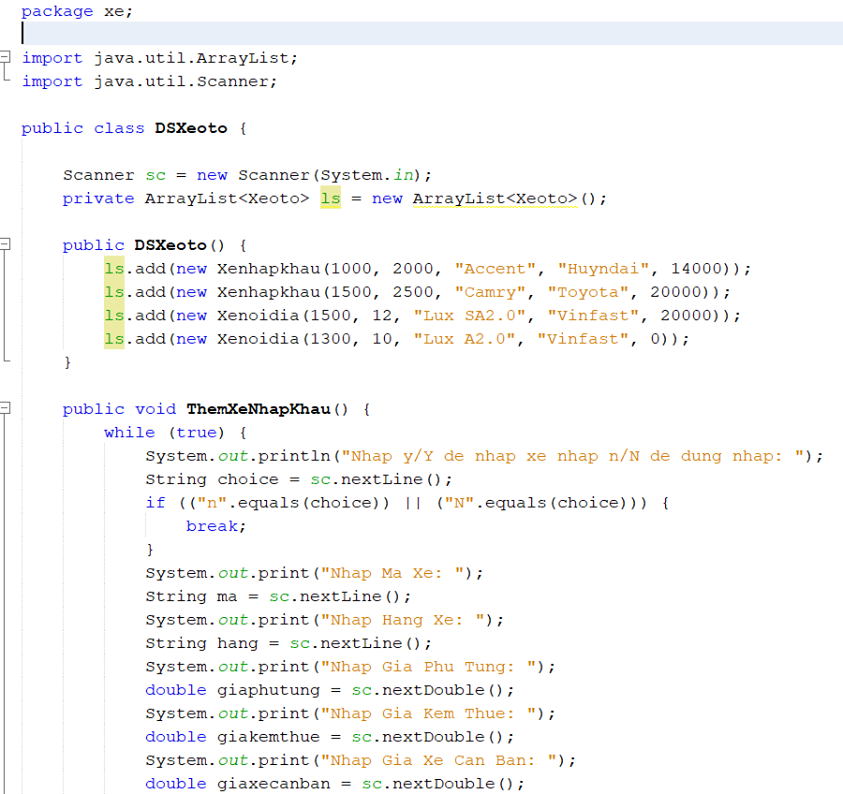 package xe;
import java.util.ArrayList;
import java.util.Scanner;
public class DSXeoto {
Scanner sc = new Scanner(System.in);
private ArrayList<Xeoto> ls = new ArrayList<Xeoto>();
public DSXeoto() {
ls.add(new Xenhapkhau(1000, 2000, "Accent", "Huyndai", 14000));
ls.add(new Xenhapkhau(1500, 2500, "Camry", "Toyota", 20000));
ls.add(new Xenoidia(1500, 12, "Lux SA2.0", "Vinfast", 20000));
ls.add(new Xenoidia(1300, 10, "Lux A2.0", "Vinfast", 0));
}
public void ThemXeNhapKhau() {
while (true) {
System.out.println("Nhap y/Y de nhap xe nhap n/N de dung nhap: ");
String choice = sc.nextLine();
if (("n".equals(choice)) || ("N".equals(choice))) {
break;
}
System.out.print("Nhap Ma Xe: ");
String ma = sc.nextLine();
System.out.print("Nhap Hang Xe: ");
String hang = sc.nextLine();
System.out.print("Nhap Gia Phu Tung: ");
double giaphutung = sc.nextDouble();
System.out.print("Nhap Gia Kem Thue: ");
double giakemthue = sc.nextDouble();
System.out.print("Nhap Gia Xe Can Ban: ");
double giaxecanban = sc.nextDouble();